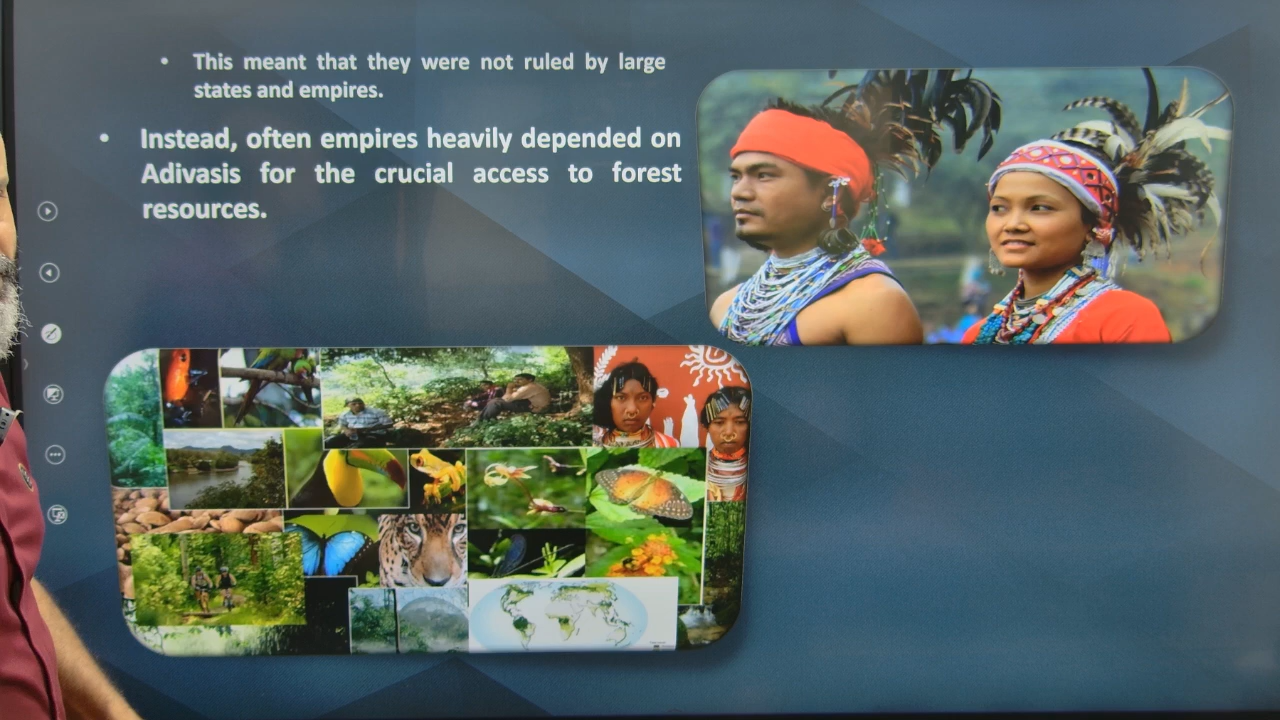 • This meant that they were not ruled by large
states and empires.
• Instead, often empires heavily depended on
Adivasis for the crucial access to forest
resources.